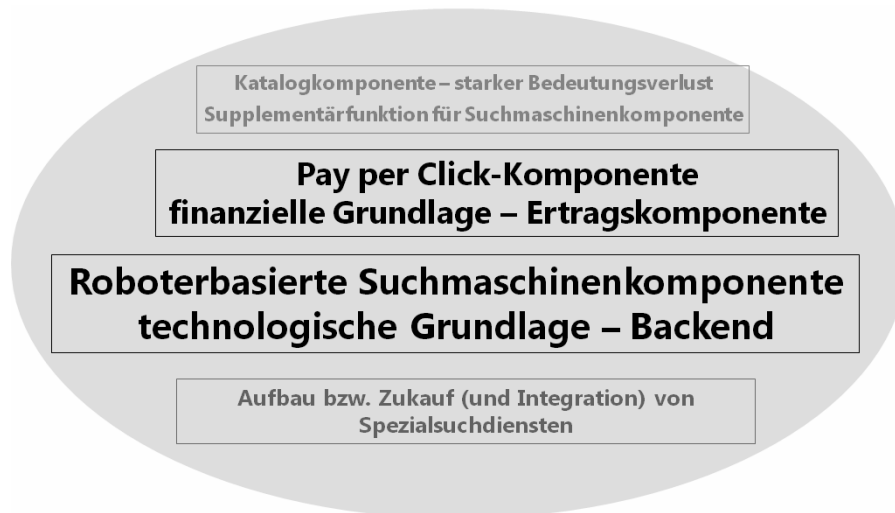 Katalogkomponente – starker Bedeutungsverlust
Supplementärfunktion für Suchmaschinenkomponente
Pay per Click-Komponente
finanzielle Grundlage – Ertragskomponente
Roboterbasierte Suchmaschinenkomponente
technologische Grundlage – Backend
Aufbau bzw. Zukauf (und Integration) von
Spezialsuchdiensten